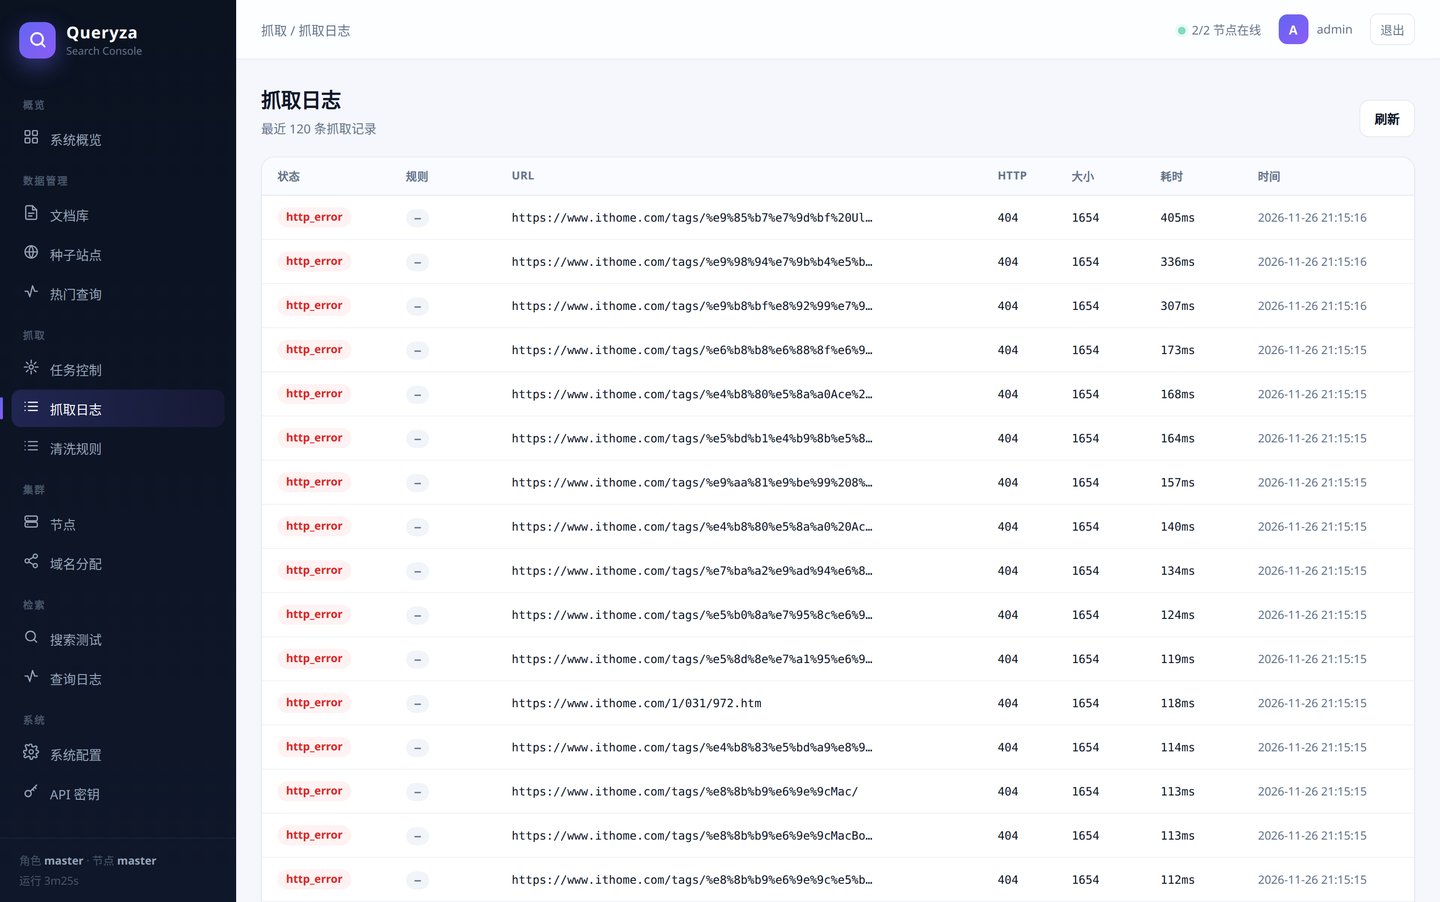 Queryza
Search Console
概览
系统概览
数据管理
文档库
种子站点
热门查询
抓取
任务控制
抓取日志
清洗规则
集群
节点
域名分配
检索
搜索测试
查询日志
系统
系统配置
API 密钥
角色 master · 节点 master
运行 3m25s
抓取 / 抓取日志
2/2 节点在线
A
admin
退出
抓取日志
最近 120 条抓取记录
刷新
状态 规则 URL HTTP 大小 耗时 时间
http_error — https://www.ithome.com/tags/%e9%85%b7%e7%9d%bf%20Ul… 404 1654 405ms 2026-11-26 21:15:16
http_error — https://www.ithome.com/tags/%e9%98%94%e7%9b%b4%e5%b… 404 1654 336ms 2026-11-26 21:15:16
http_error — https://www.ithome.com/tags/%e9%b8%bf%e8%92%99%e7%9… 404 1654 307ms 2026-11-26 21:15:16
http_error — https://www.ithome.com/tags/%e6%b8%b8%e6%88%8f%e6%9… 404 1654 173ms 2026-11-26 21:15:15
http_error — https://www.ithome.com/tags/%e4%b8%80%e5%8a%a0Ace%2… 404 1654 168ms 2026-11-26 21:15:15
http_error — https://www.ithome.com/tags/%e5%bd%b1%e4%b9%8b%e5%8… 404 1654 164ms 2026-11-26 21:15:15
http_error — https://www.ithome.com/tags/%e9%aa%81%e9%be%99%208%… 404 1654 157ms 2026-11-26 21:15:15
http_error — https://www.ithome.com/tags/%e4%b8%80%e5%8a%a0%20Ac… 404 1654 140ms 2026-11-26 21:15:15
http_error — https://www.ithome.com/tags/%e7%ba%a2%e9%ad%94%e6%8… 404 1654 134ms 2026-11-26 21:15:15
http_error — https://www.ithome.com/tags/%e5%b0%8a%e7%95%8c%e6%9… 404 1654 124ms 2026-11-26 21:15:15
http_error — https://www.ithome.com/tags/%e5%8d%8e%e7%a1%95%e6%9… 404 1654 119ms 2026-11-26 21:15:15
http_error — https://www.ithome.com/1/031/972.htm 404 1654 118ms 2026-11-26 21:15:15
http_error — https://www.ithome.com/tags/%e4%b8%83%e5%bd%a9%e8%9… 404 1654 114ms 2026-11-26 21:15:15
http_error — https://www.ithome.com/tags/%e8%8b%b9%e6%9e%9cMac/ 404 1654 113ms 2026-11-26 21:15:15
http_error — https://www.ithome.com/tags/%e8%8b%b9%e6%9e%9cMacBo… 404 1654 113ms 2026-11-26 21:15:15
http_error — https://www.ithome.com/tags/%e8%8b%b9%e6%9e%9c%e5%b… 404 1654 112ms 2026-11-26 21:15:15